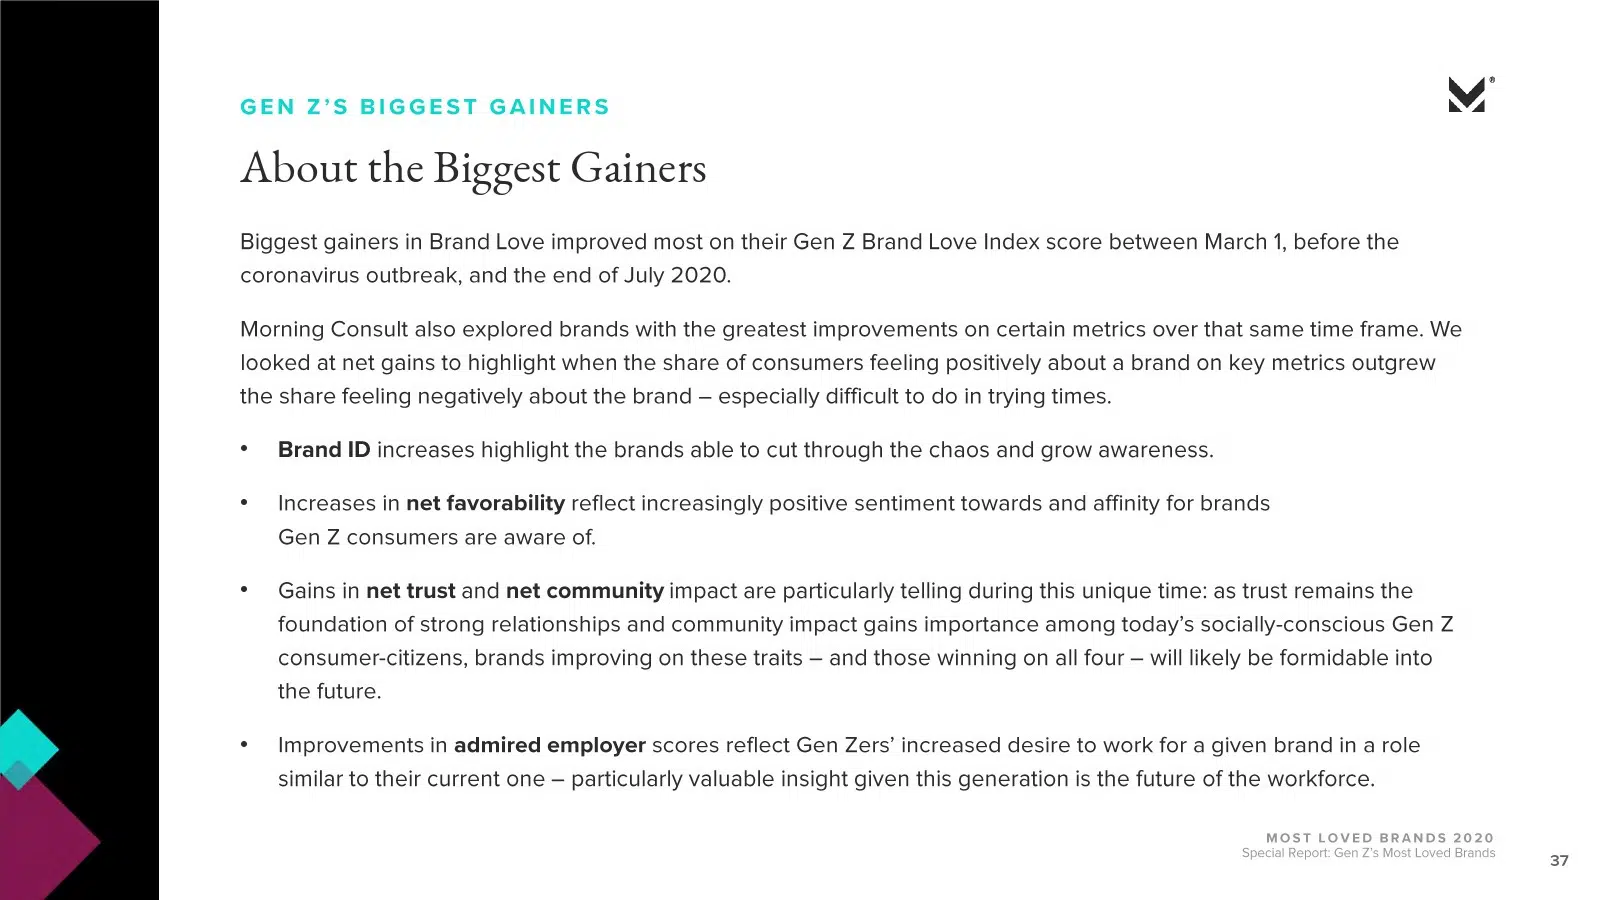 GEN Z’S BIGGEST GAINERS
About the Biggest Gainers
Biggest gainers in Brand Love improved most on their Gen Z Brand Love Index score between March 1, before the
coronavirus outbreak, and the end of July 2020.
Morning Consult also explored brands with the greatest improvements on certain metrics over that same time frame. We
looked at net gains to highlight when the share of consumers feeling positively about a brand on key metrics outgrew
the share feeling negatively about the brand – especially difficult to do in trying times.
• Brand ID increases highlight the brands able to cut through the chaos and grow awareness.
• Increases in net favorability reflect increasingly positive sentiment towards and affinity for brands
Gen Z consumers are aware of.
• Gains in net trust and net community impact are particularly telling during this unique time: as trust remains the
foundation of strong relationships and community impact gains importance among today’s socially-conscious Gen Z
consumer-citizens, brands improving on these traits – and those winning on all four – will likely be formidable into
the future.
• Improvements in admired employer scores reflect Gen Zers’ increased desire to work for a given brand in a role
similar to their current one – particularly valuable insight given this generation is the future of the workforce.
MOST LOVED BRANDS 2020
Special Report: Gen Z’s Most Loved Brands
37